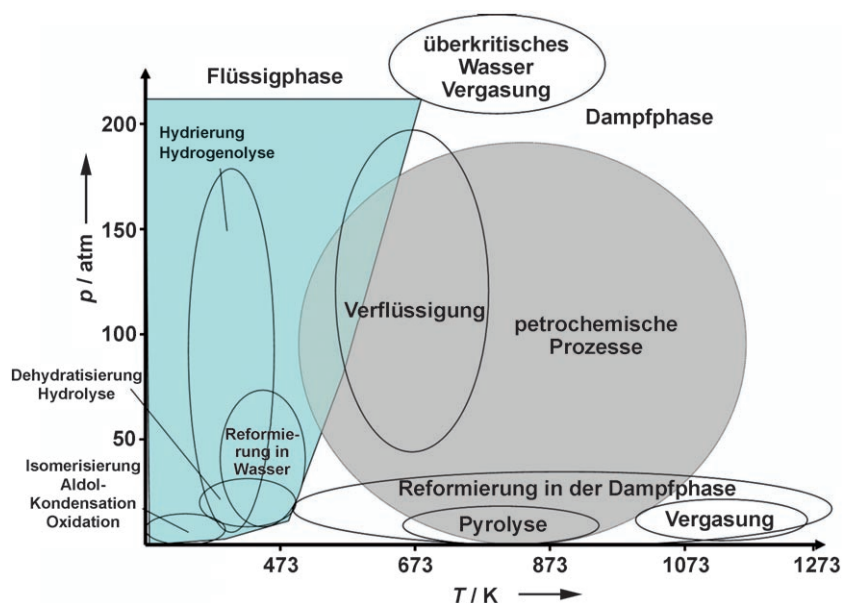 überkritisches
Wasser
Vergasung
Flüssigphase
Dampfphase
200
Hydrierung
Hydrogenolyse
p / atm
150
Verflüssigung
petrochemische
Prozesse
100
Dehydratisierung
Hydrolyse
Reformie-
rung in
Wasser
50
Isomerisierung
Aldol-
Kondensation
Oxidation
Reformierung in der Dampfphase
Pyrolyse
Vergasung
473
673
873
1073
1273
T / K